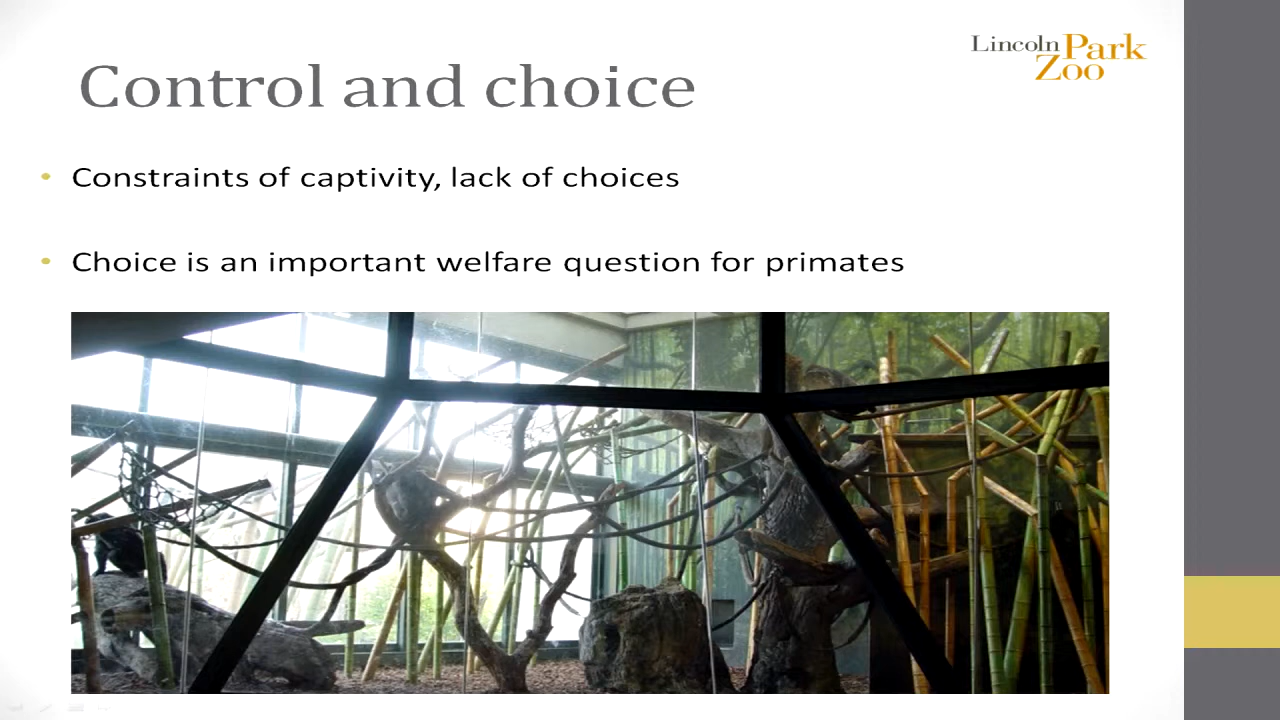 Lincoln Park
Zoo
Control and choice
• Constraints of captivity, lack of choices
• Choice is an important welfare question for primates